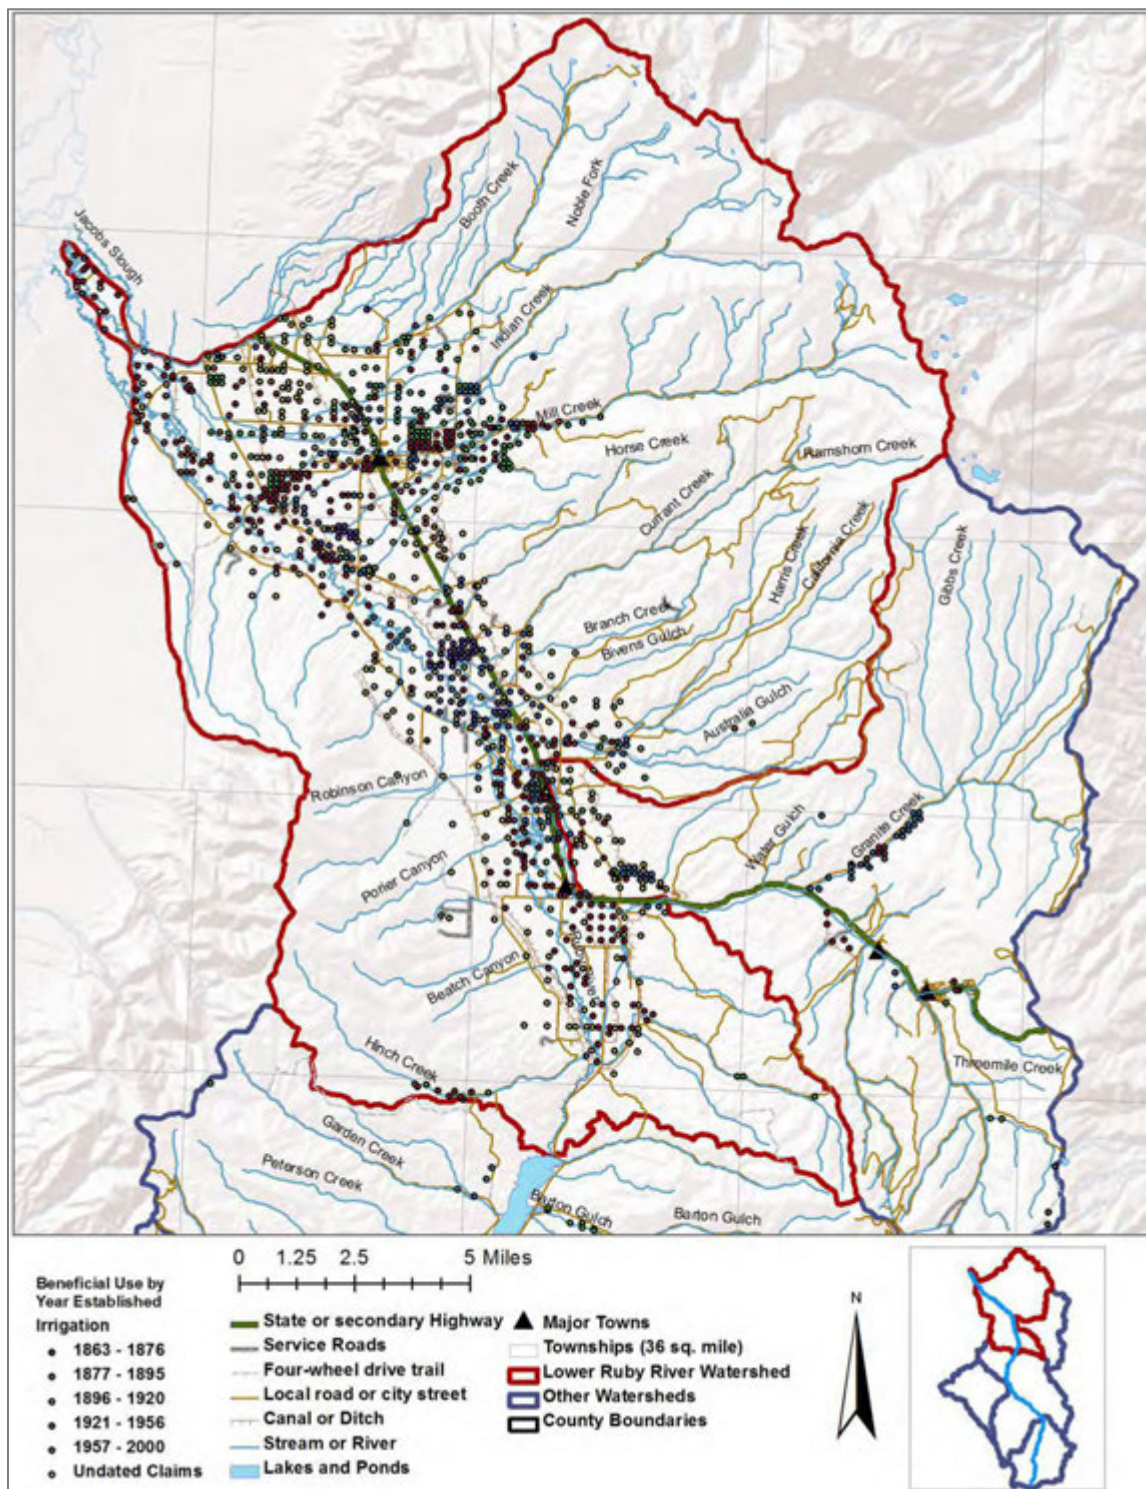 Jacobs Slough
Booth Creek
Noble Fork
Indian Creek
Mill Creek
Horse Creek
Ramshorn Creek
Currant Creek
Harris Creek
California Creek
Gibbs Creek
Branch Creek
Bivens Gulch
Australia Gulch
Robinson Canyon
Water Gulch
Granite Creek
Porier Canyon
Ruby River
Beatch Canyon
Hinch Creek
Threemile Creek
Garden Creek
Peterson Creek
Bruton Gulch
Barton Gulch
0 1.25 2.5 5 Miles
Beneficial Use by
Year Established
Irrigation
1863 - 1876
1877 - 1895
1896 - 1920
1921 - 1956
1957 - 2000
Undated Claims
State or secondary Highway
Service Roads
Four-wheel drive trail
Local road or city street
Canal or Ditch
Stream or River
Lakes and Ponds
Major Towns
Townships (36 sq. mile)
Lower Ruby River Watershed
Other Watersheds
County Boundaries
N